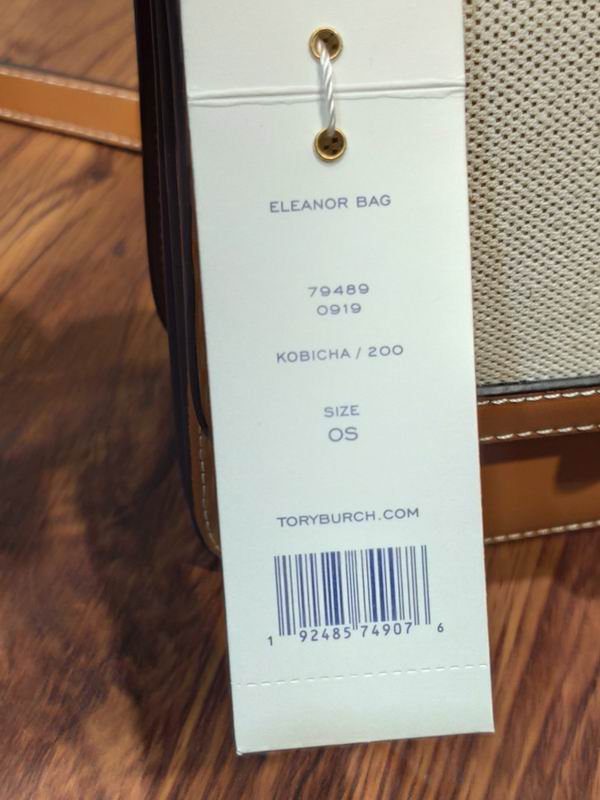 ELEANOR BAG
79489
0919
KOBICHA / 200
SIZE
OS
TORYBURCH.COM
1 92485 74907 6